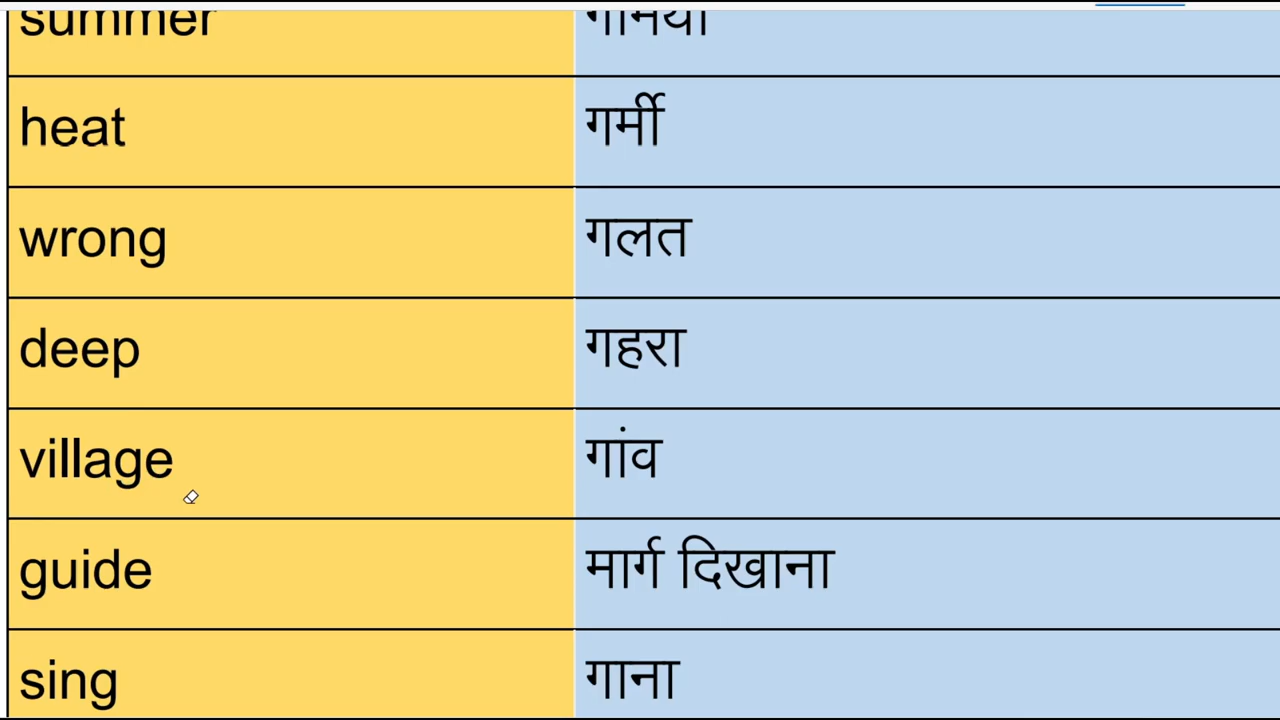 summer
heat गर्मी
wrong गलत
deep गहरा
village गांव
guide मार्ग दिखाना
sing गाना